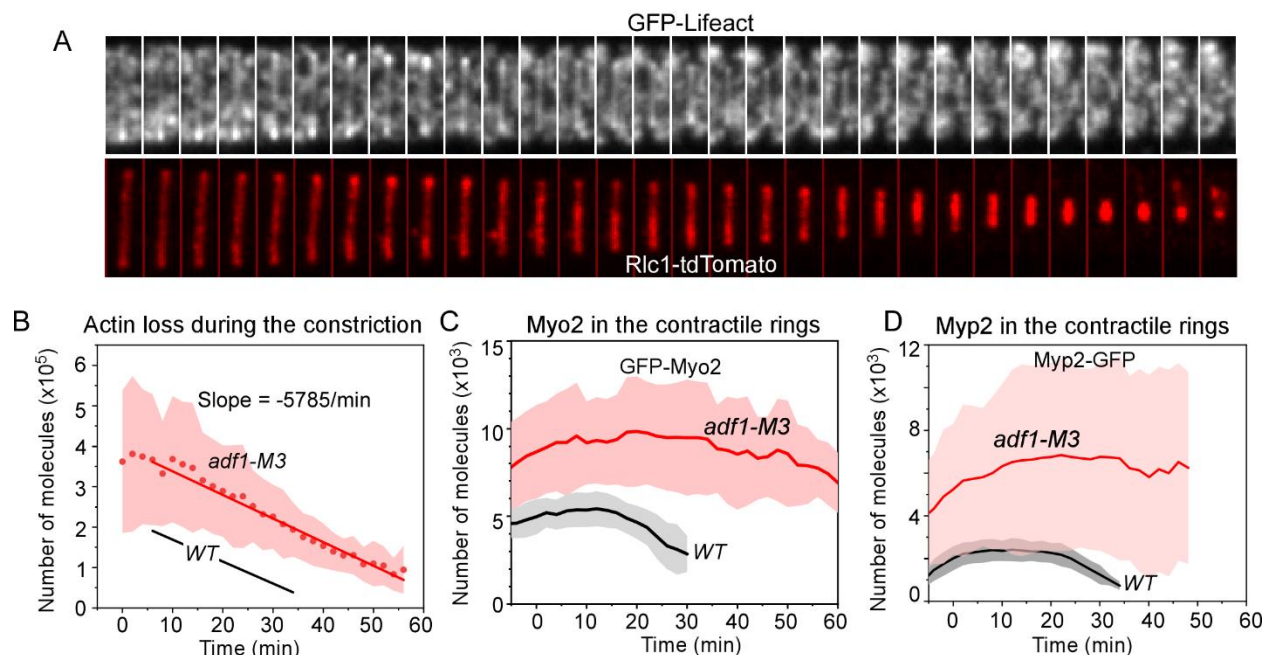 A
GFP-Lifeact
Rlc1-tdTomato
B
Actin loss during the constriction
Number of molecules (x10⁵)
6
5
4
3
2
1
0
Slope = -5785/min
adf1-M3
WT
0 10 20 30 40 50 60
Time (min)
C
Myo2 in the contractile rings
Number of molecules (x10³)
15
10
5
0
GFP-Myo2
adf1-M3
WT
0 10 20 30 40 50 60
Time (min)
D
Myp2 in the contractile rings
Number of molecules (x10³)
12
8
4
0
Myp2-GFP
adf1-M3
WT
0 10 20 30 40 50 60
Time (min)